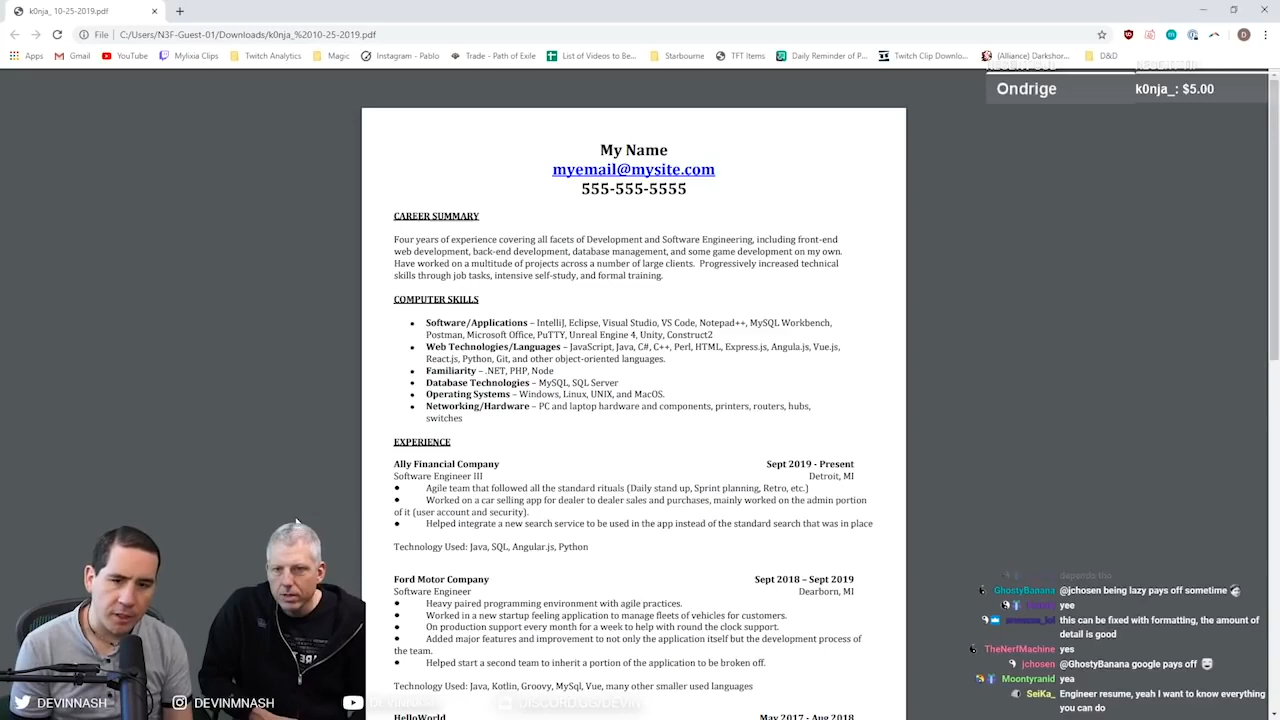 k0nja_ 10-25-2019.pdf
File
C:/Users/N3F-Guest-01/Downloads/k0nja_%2010-25-2019.pdf
Apps
Gmail
YouTube
Mylixia Clips
Twitch Analytics
Magic
Instagram - Pablo
Trade - Path of Exile
List of Videos to Be...
Starbourne
TFT Items
Daily Reminder of P...
Twitch Clip Downlo...
(Alliance) Darkshor...
D&D
Ondrige
k0nja_: $5.00
My Name
myemail@mysite.com
555-555-5555
CAREER SUMMARY
Four years of experience covering all facets of Development and Software Engineering, including front-end
web development, back-end development, database management, and some game development on my own.
Have worked on a multitude of projects across a number of large clients. Progressively increased technical
skills through job tasks, intensive self-study, and formal training.
COMPUTER SKILLS
• Software/Applications – IntelliJ, Eclipse, Visual Studio, VS Code, Notepad++, MySQL Workbench,
Postman, Microsoft Office, PuTTY, Unreal Engine 4, Unity, Construct2
• Web Technologies/Languages – JavaScript, Java, C#, C++, Perl, HTML, Express.js, Angula.js, Vue.js,
React.js, Python, Git, and other object-oriented languages.
• Familiarity – .NET, PHP, Node
• Database Technologies – MySQL, SQL Server
• Operating Systems – Windows, Linux, UNIX, and MacOS.
• Networking/Hardware – PC and laptop hardware and components, printers, routers, hubs,
switches
EXPERIENCE
Ally Financial Company Sept 2019 - Present
Software Engineer III Detroit, MI
● Agile team that followed all the standard rituals (Daily stand up, Sprint planning, Retro, etc.)
● Worked on a car selling app for dealer to dealer sales and purchases, mainly worked on the admin portion
of it (user account and security).
● Helped integrate a new search service to be used in the app instead of the standard search that was in place
Technology Used: Java, SQL, Angular.js, Python
Ford Motor Company Sept 2018 – Sept 2019
Software Engineer Dearborn, MI
● Heavy paired programming environment with agile practices.
● Worked in a new startup feeling application to manage fleets of vehicles for customers.
● On production support every month for a week to help with round the clock support.
● Added major features and improvement to not only the application itself but the development process of
the team.
● Helped start a second team to inherit a portion of the application to be broken off.
Technology Used: Java, Kotlin, Groovy, MySql, Vue, many other smaller used languages
HelloWorld May 2017 - Aug 2018
depends tho
GhostyBanana @jchosen being lazy pays off sometime
yee
this can be fixed with formatting, the amount of
detail is good
TheNerfMachine yes
jchosen @GhostyBanana google pays off
Moontyranid yea
SeiKa_ Engineer resume, yeah I want to know everything
you can do
DEVINNASH
DEVINMNASH
DEVINMNASH
DISCORD.GG/DEVIN